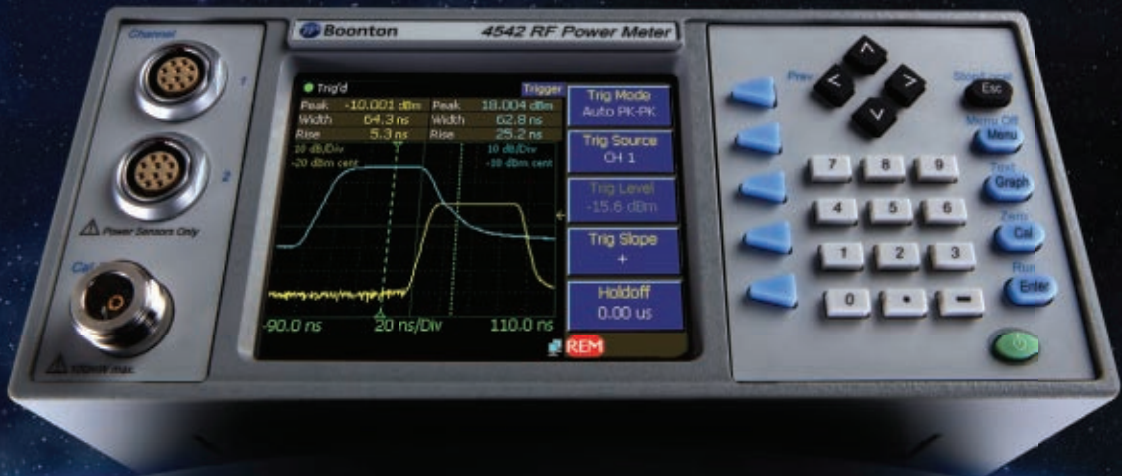 Channel
1
2
Power Sensors Only
Boonton
4542 RF Power Meter
Trig'd
Trigger
Peak -10.001 dBm Peak 18.004 dBm
Width 64.3 ns Width 62.8 ns
Rise 5.3 ns Rise 25.2 ns
10 dB/Div 10 dB/Div
-20 dBm cent -10 dBm cent
-90.0 ns 20 ns/Div 110.0 ns
REM
Trig Mode
Auto PK-PK
Trig Source
CH 1
Trig Level
-15.6 dBm
Trig Slope
+
Holdoff
0.00 us
Prev
Esc
Menu Off
Menu
Text
Graph
Zero
Cal
Run
Enter
7 8 9
4 5 6
1 2 3
0 . -